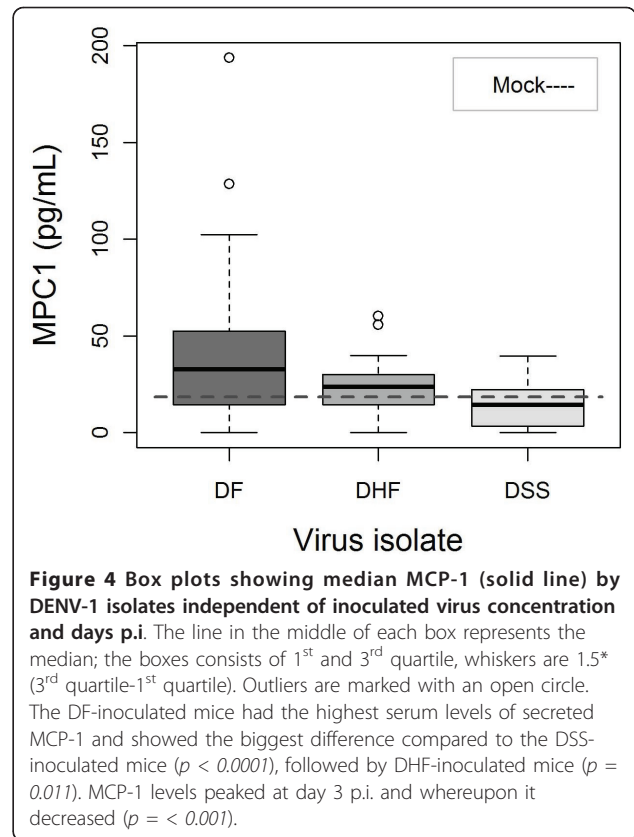 200
150
100
50
0
MPC1 (pg/mL)
Mock----
DF
DHF
DSS
Virus isolate
Figure 4 Box plots showing median MCP-1 (solid line) by
DENV-1 isolates independent of inoculated virus concentration
and days p.i. The line in the middle of each box represents the
median; the boxes consists of 1st and 3rd quartile, whiskers are 1.5*
(3rd quartile-1st quartile). Outliers are marked with an open circle.
The DF-inoculated mice had the highest serum levels of secreted
MCP-1 and showed the biggest difference compared to the DSS-
inoculated mice (p < 0.0001), followed by DHF-inoculated mice (p =
0.011). MCP-1 levels peaked at day 3 p.i. and whereupon it
decreased (p = < 0.001).